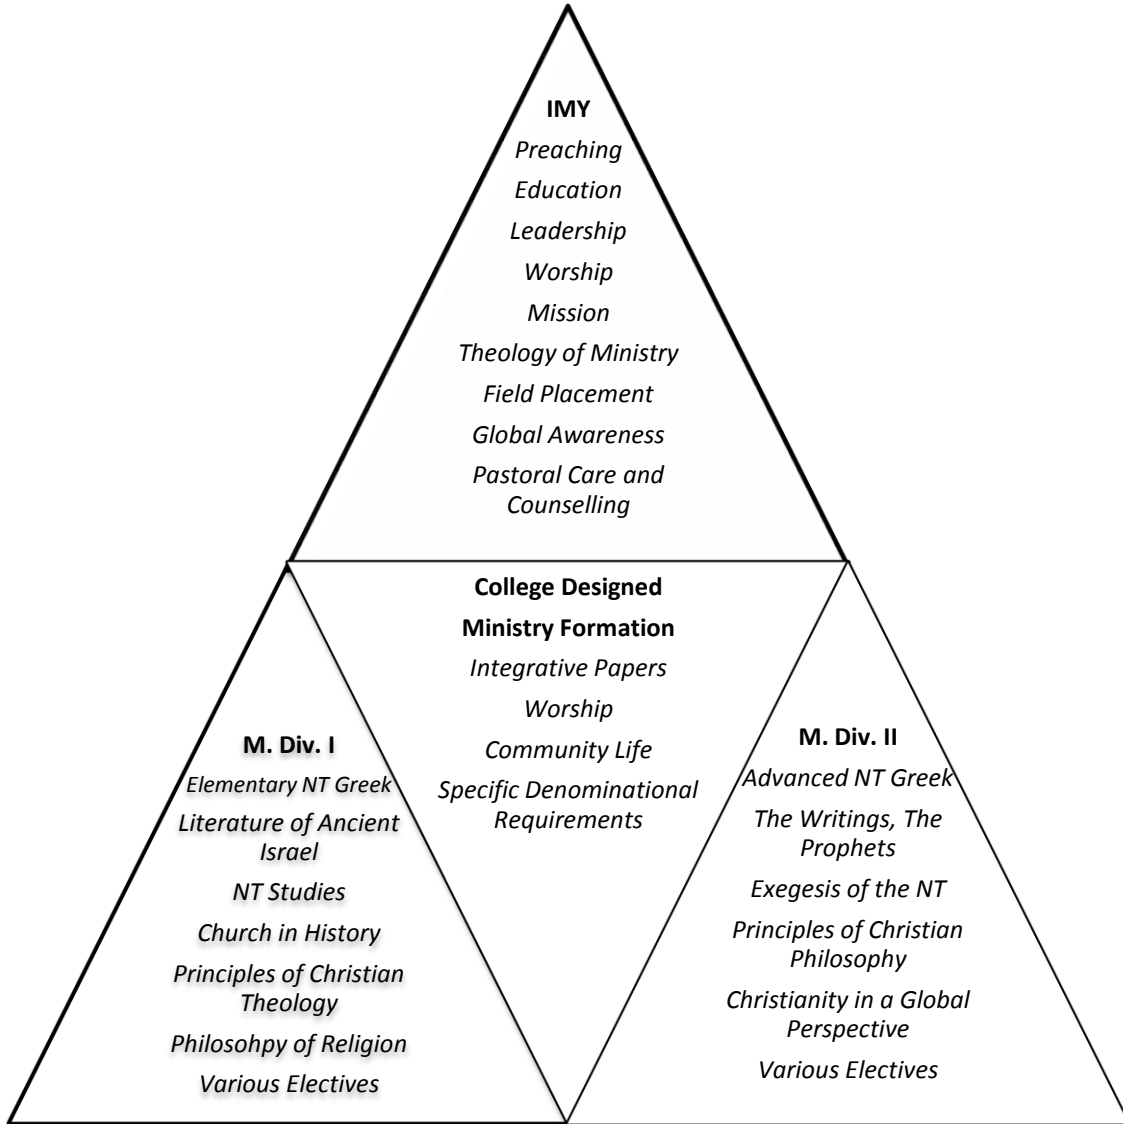 IMY
Preaching
Education
Leadership
Worship
Mission
Theology of Ministry
Field Placement
Global Awareness
Pastoral Care and
Counselling
College Designed
Ministry Formation
Integrative Papers
Worship
Community Life
Specific Denominational
Requirements
M. Div. I
Elementary NT Greek
Literature of Ancient
Israel
NT Studies
Church in History
Principles of Christian
Theology
Philosohpy of Religion
Various Electives
M. Div. II
Advanced NT Greek
The Writings, The
Prophets
Exegesis of the NT
Principles of Christian
Philosophy
Christianity in a Global
Perspective
Various Electives